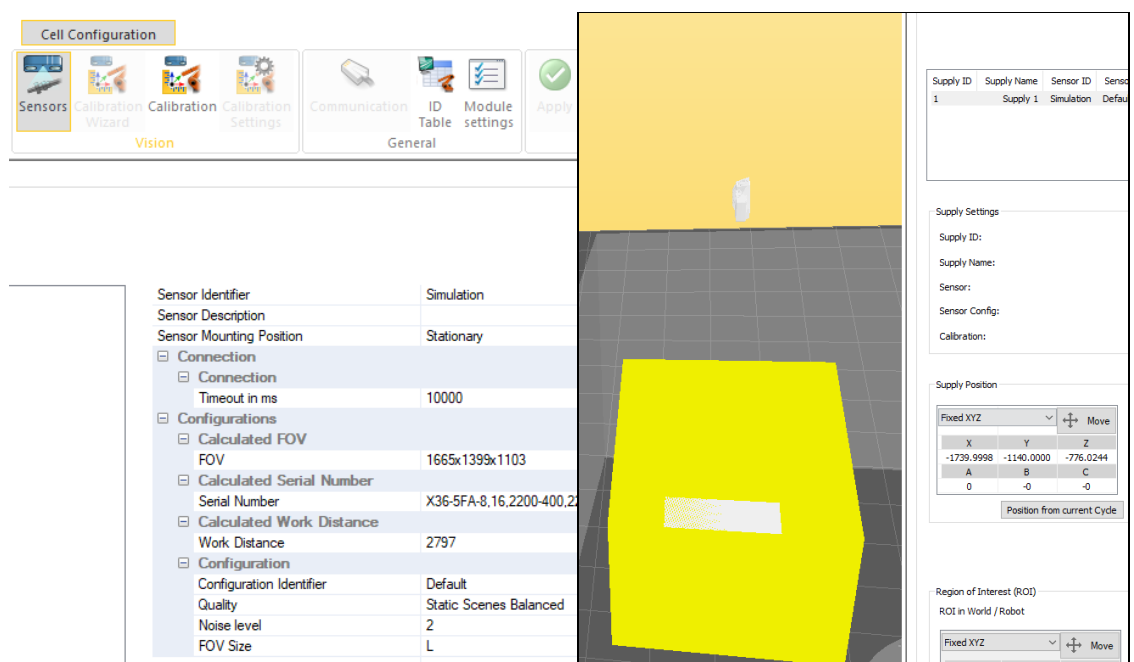 Cell Configuration
Sensors
Calibration Wizard
Calibration
Calibration Settings
Vision
Communication
ID Table
Module settings
General
Apply
Sensor Identifier Simulation
Sensor Description
Sensor Mounting Position Stationary
Connection
Connection
Timeout in ms 10000
Configurations
Calculated FOV
FOV 1665x1399x1103
Calculated Serial Number
Serial Number X36-5FA-8,16,2200-400,22
Calculated Work Distance
Work Distance 2797
Configuration
Configuration Identifier Default
Quality Static Scenes Balanced
Noise level 2
FOV Size L
Supply ID Supply Name Sensor ID Senso
1 Supply 1 Simulation Defau
Supply Settings
Supply ID:
Supply Name:
Sensor:
Sensor Config:
Calibration:
Supply Position
Fixed XYZ Move
X Y Z
-1739.9998 -1140.0000 -776.0244
A B C
0 -0 -0
Position from current Cycle
Region of Interest (ROI)
ROI in World / Robot
Fixed XYZ Move